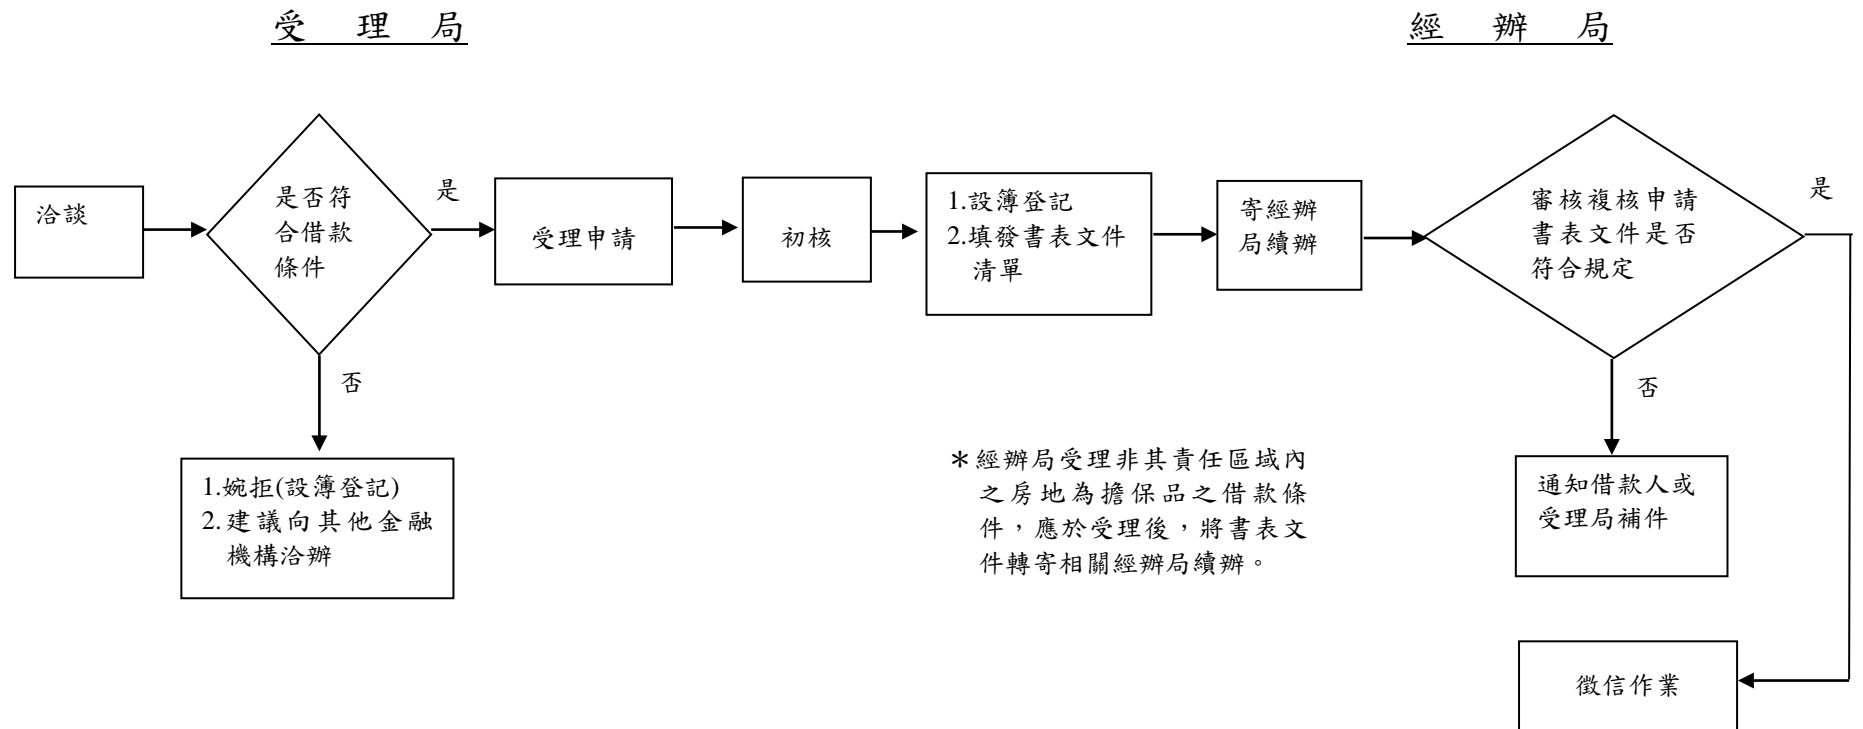 受 理 局
經 辦 局
洽談
是否符
合借款
條件
是
受理申請
初核
1.設簿登記
2.填發書表文件
清單
寄經辦
局續辦
審核複核申請
書表文件是否
符合規定
是
否
1.婉拒(設簿登記)
2.建議向其他金融
機構洽辦
＊經辦局受理非其責任區域內
之房地為擔保品之借款條
件，應於受理後，將書表文
件轉寄相關經辦局續辦。
否
通知借款人或
受理局補件
徵信作業